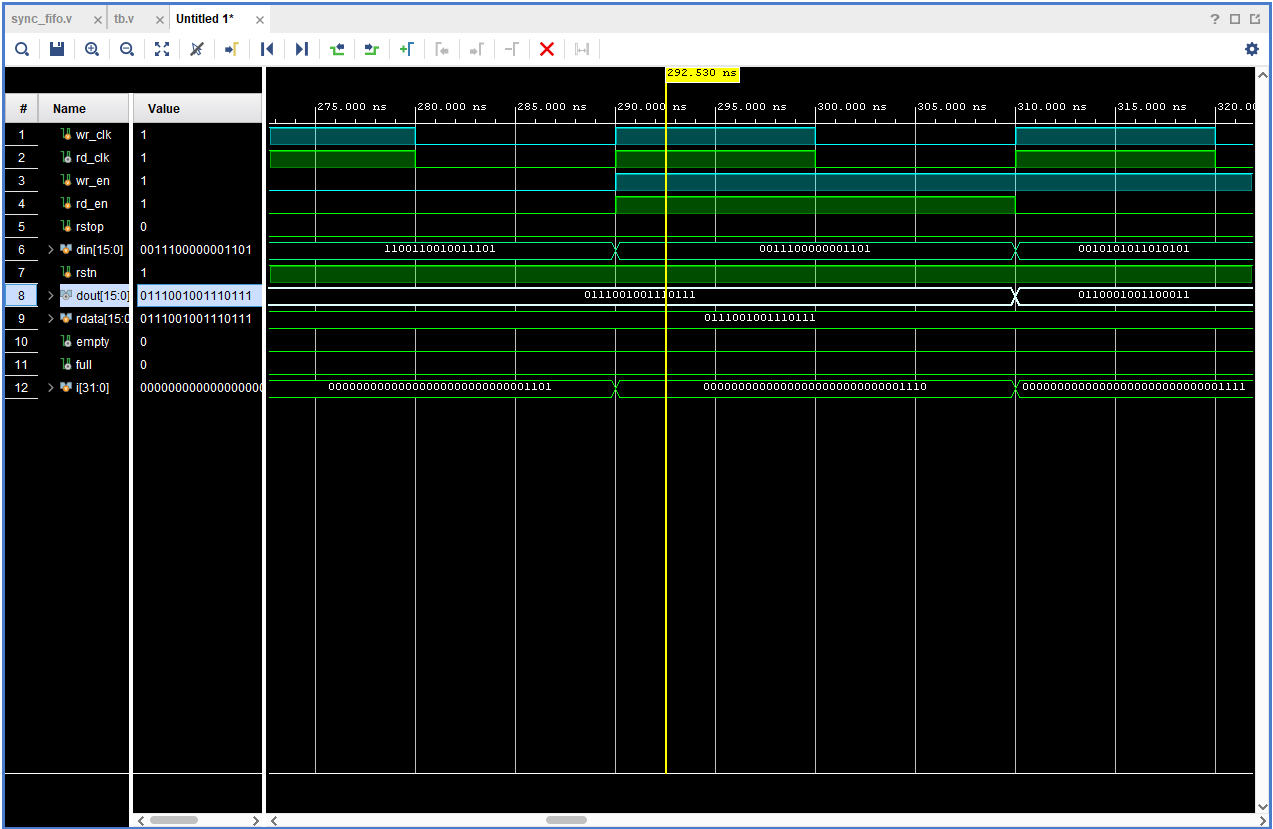 sync_fifo.v × tb.v × Untitled 1* ×
?
292.530 ns
# Name Value
275.000 ns 280.000 ns 285.000 ns 290.000 ns 295.000 ns 300.000 ns 305.000 ns 310.000 ns 315.000 ns 320.0
1 wr_clk 1
2 rd_clk 1
3 wr_en 1
4 rd_en 1
5 rstop 0
6 din[15:0] 0011100000001101 1100110010011101 0011100000001101 0010101011010101
7 rstn 1
8 dout[15:0] 0111001001110111 0111001001110111 0110001001100011
9 rdata[15:0 0111001001110111 0111001001110111
10 empty 0
11 full 0
12 i[31:0] 0000000000000000000 00000000000000000000000000001101 00000000000000000000000000001110 00000000000000000000000000001111